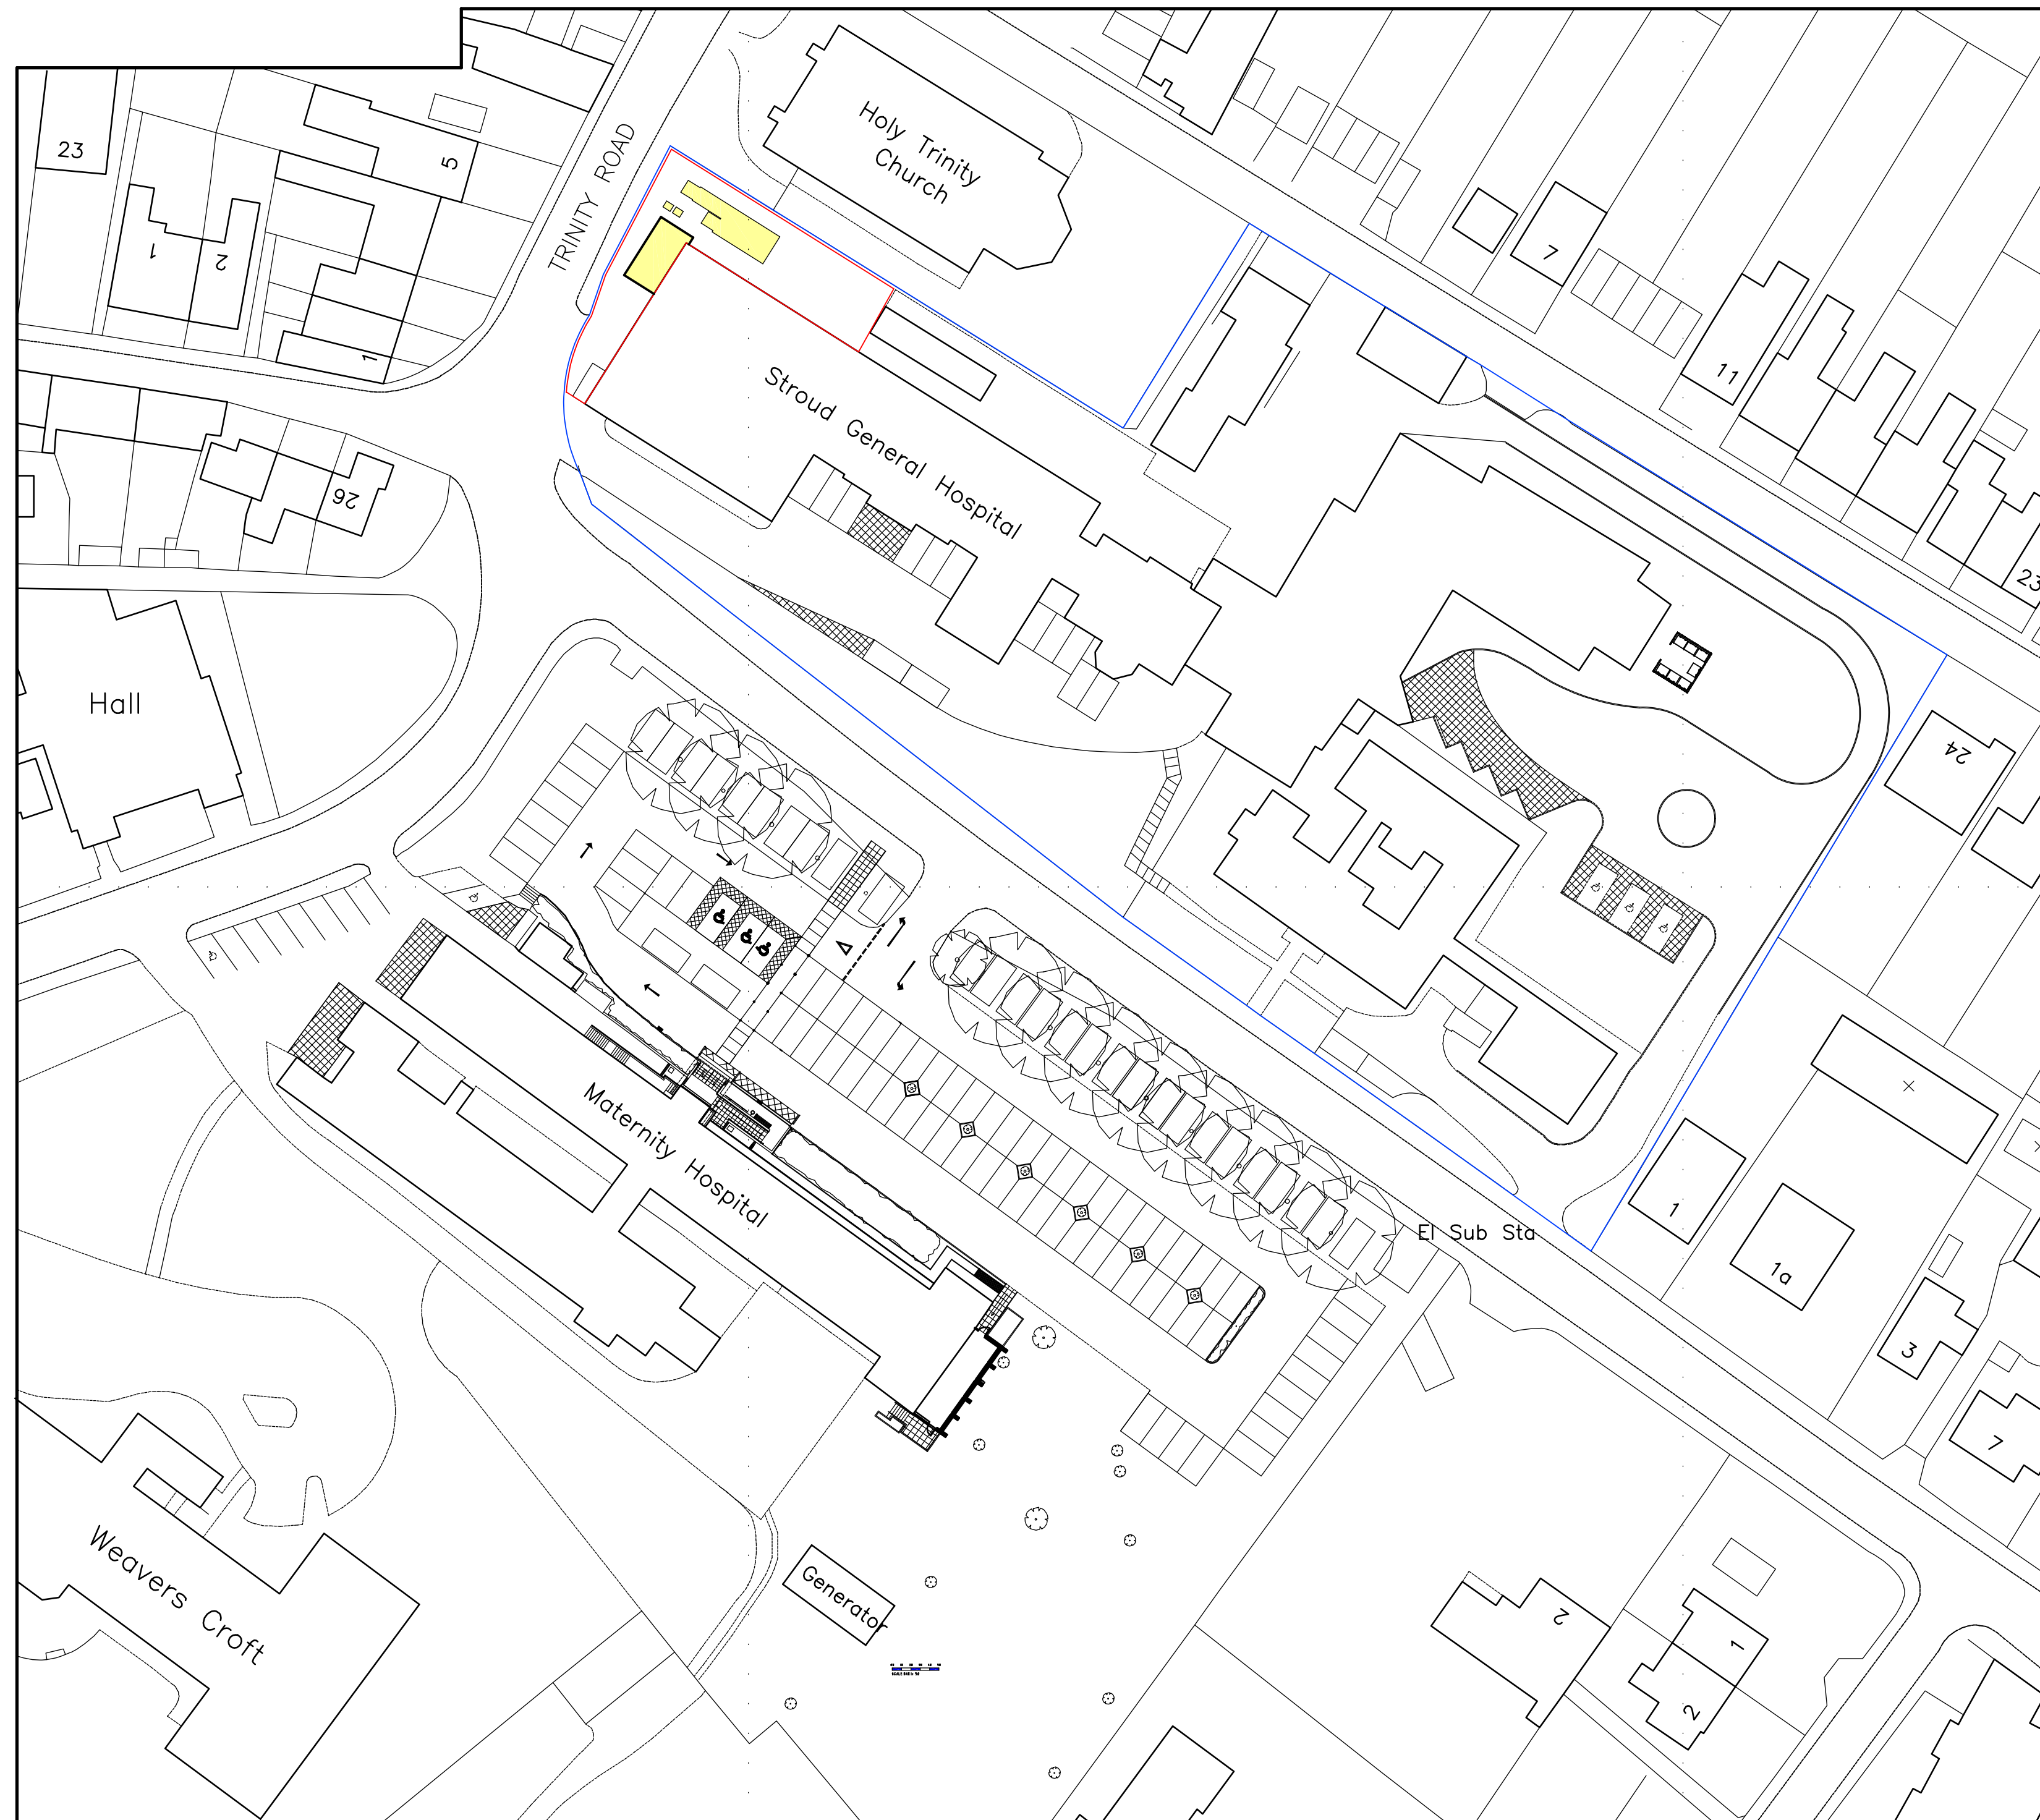 23
5
TRINITY ROAD
Holy Trinity
Church
1
2
7
11
1
Stroud General Hospital
26
23
Hall
24
Maternity Hospital
El Sub Sta
1
1a
3
7
Weavers Croft
Generator
2
1
2